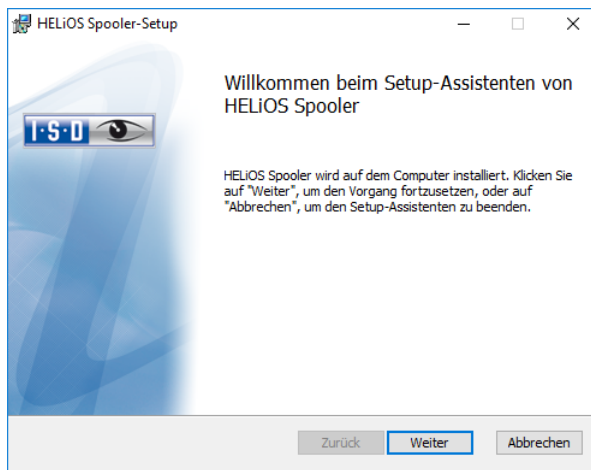 HELiOS Spooler-Setup
Willkommen beim Setup-Assistenten von
HELiOS Spooler
I·S·D
HELiOS Spooler wird auf dem Computer installiert. Klicken Sie
auf "Weiter", um den Vorgang fortzusetzen, oder auf
"Abbrechen", um den Setup-Assistenten zu beenden.
Zurück Weiter Abbrechen